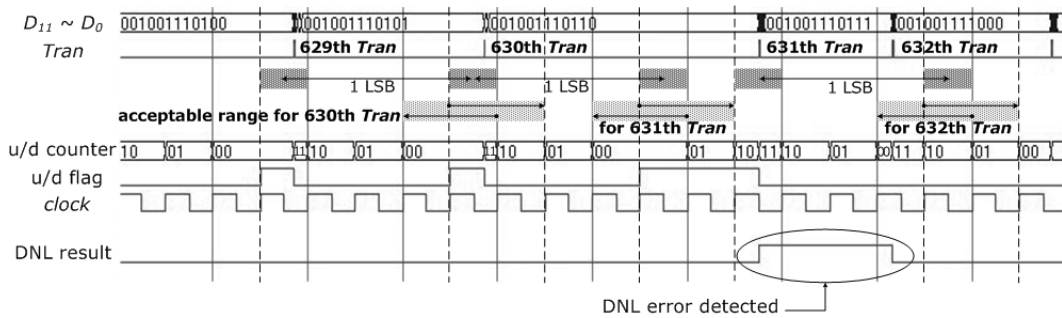 D11 ~ D0 001001110100 001001110101 001001110110 001001110111 001001111000
Tran 629th Tran 630th Tran 631th Tran 632th Tran
1 LSB 1 LSB 1 LSB
acceptable range for 630th Tran for 631th Tran for 632th Tran
u/d counter 10 01 00 11 10 01 00 11 10 01 00 01 10 11 10 01 00 11 10 01 00
u/d flag
clock
DNL result
DNL error detected